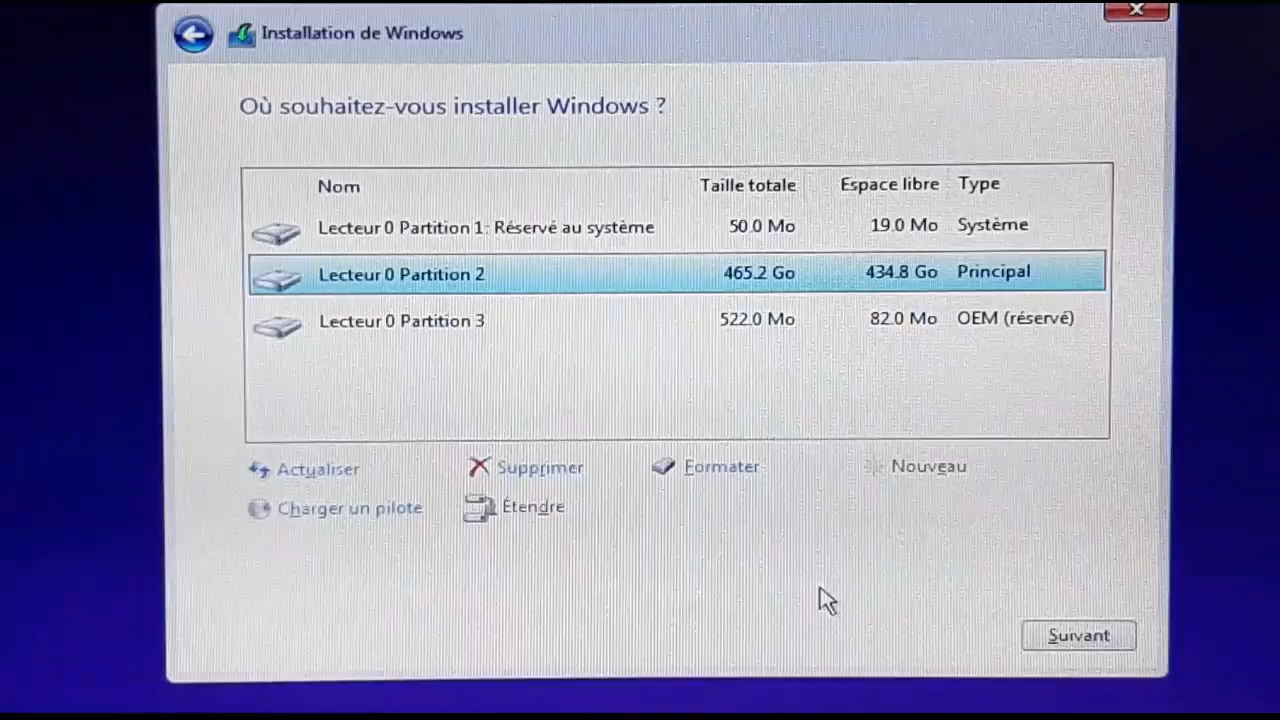 Installation de Windows
Où souhaitez-vous installer Windows ?
Nom Taille totale Espace libre Type
Lecteur 0 Partition 1: Réservé au système 50.0 Mo 19.0 Mo Système
Lecteur 0 Partition 2 465.2 Go 434.8 Go Principal
Lecteur 0 Partition 3 522.0 Mo 82.0 Mo OEM (réservé)
Actualiser Supprimer Formater Nouveau
Charger un pilote Étendre
Suivant